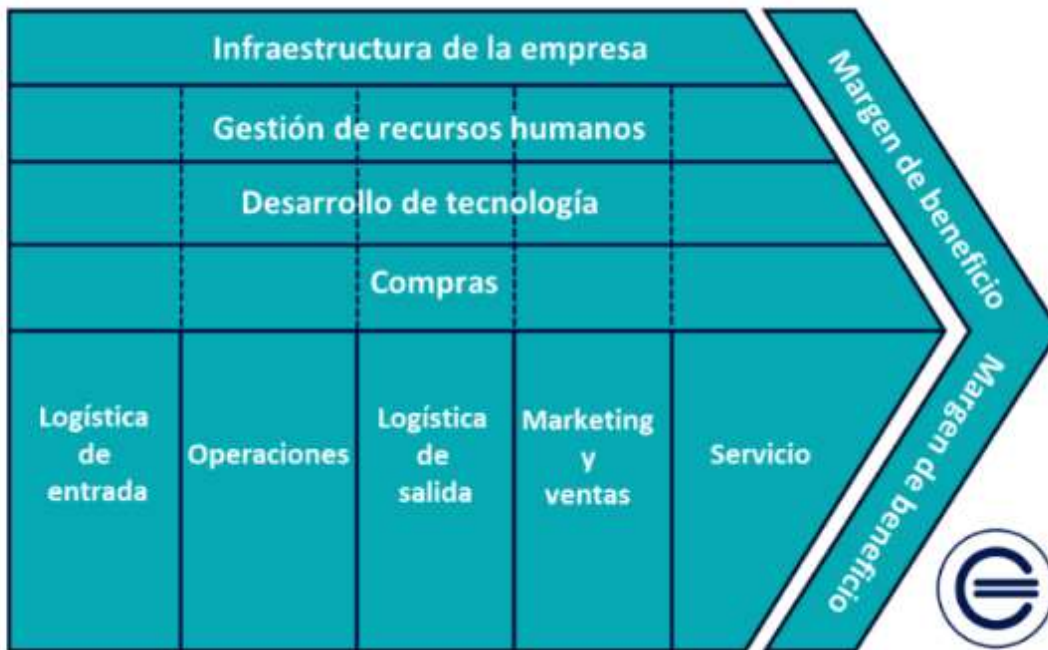 Infraestructura de la empresa
Gestión de recursos humanos
Desarrollo de tecnología
Compras
Logística
de
entrada
Operaciones
Logística
de
salida
Marketing
y
ventas
Servicio
Margen de beneficio
Margen de beneficio